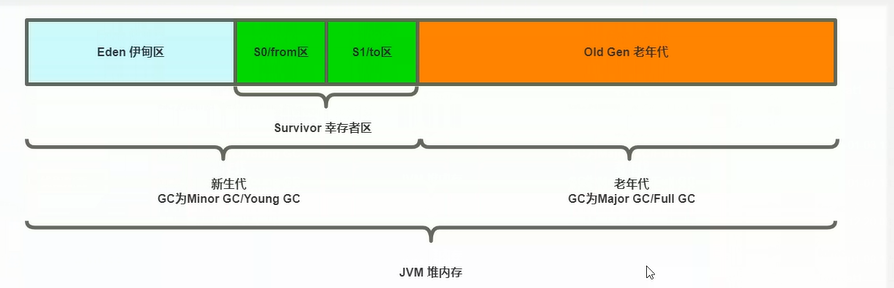 Eden 伊甸区
S0/from区
S1/to区
Old Gen 老年代
Survivor 幸存者区
新生代
GC为Minor GC/Young GC
老年代
GC为Major GC/Full GC
JVM 堆内存